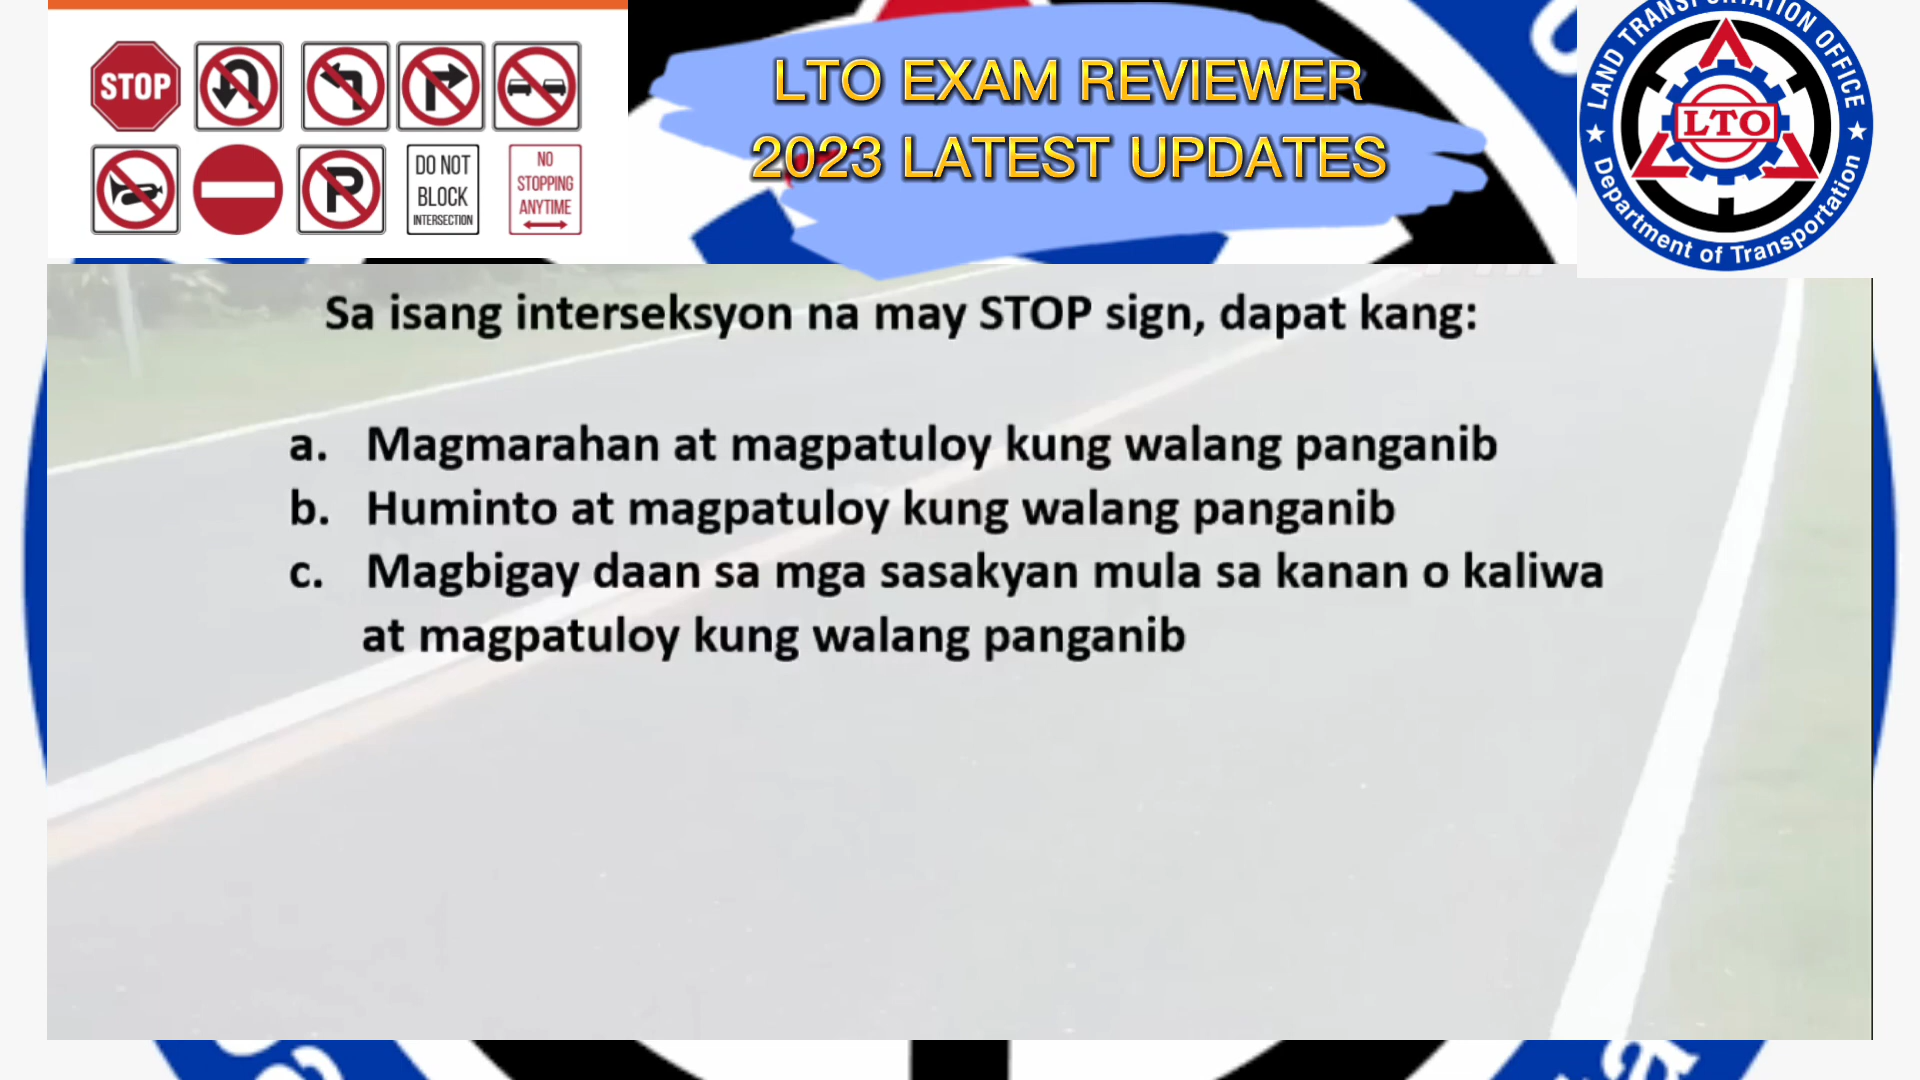 STOP
DO NOT
BLOCK
INTERSECTION
NO
STOPPING
ANYTIME
LTO EXAM REVIEWER
2023 LATEST UPDATES
LAND TRANSPORTATION OFFICE
LTO
Department of Transportation
Sa isang interseksyon na may STOP sign, dapat kang:
a. Magmarahan at magpatuloy kung walang panganib
b. Huminto at magpatuloy kung walang panganib
c. Magbigay daan sa mga sasakyan mula sa kanan o kaliwa
at magpatuloy kung walang panganib